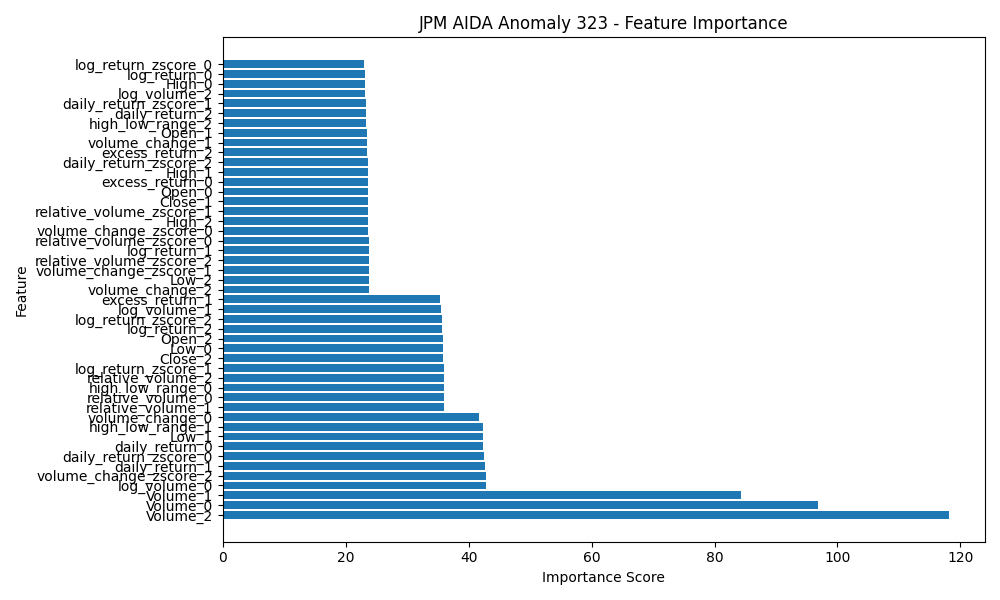 JPM AIDA Anomaly 323 - Feature Importance
log_return_zscore_0
log_return_0
High_0
log_volume_2
daily_return_zscore_1
daily_return_2
high_low_range_2
Open_1
volume_change_1
excess_return_2
daily_return_zscore_2
High_1
excess_return_0
Open_0
Close_1
relative_volume_zscore_1
High_2
volume_change_zscore_0
relative_volume_zscore_0
log_return_1
relative_volume_zscore_2
volume_change_zscore_1
Low_2
volume_change_2
excess_return_1
log_volume_1
log_return_zscore_2
log_return_2
Open_2
Low_0
Close_2
log_return_zscore_1
relative_volume_2
high_low_range_0
relative_volume_0
relative_volume_1
volume_change_0
high_low_range_1
Low_1
daily_return_0
daily_return_zscore_0
daily_return_1
volume_change_zscore_2
log_volume_0
Volume_1
Volume_0
Volume_2
Feature
0 20 40 60 80 100 120
Importance Score